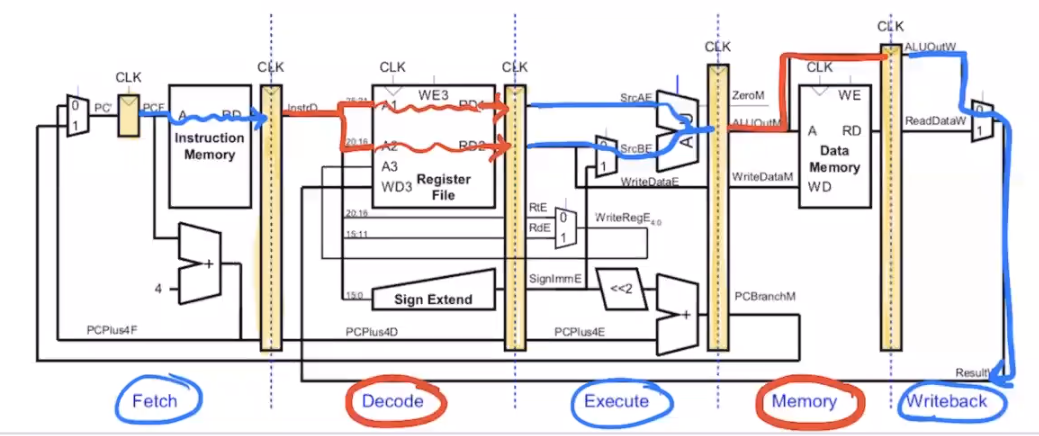 CLK
ALUOutW
CLK
CLK
CLK
CLK
CLK
CLK
0
1
PC'
PCF
A
RD
Instruction
Memory
InstrD
25:21
A1
WE3
RD1
20:16
A2
RD2
A3
WD3
Register
File
SrcAE
0
1
SrcBE
WriteDataE
ALU
ZeroM
ALUOutM
WE
A
RD
Data
Memory
WD
WriteDataM
ReadDataW
0
1
20:16
15:11
RtE
RdE
0
1
WriteRegE4:0
+
4
15:0
Sign Extend
SignImmE
<<2
+
PCBranchM
PCPlus4F
PCPlus4D
PCPlus4E
Fetch
Decode
Execute
Memory
Writeback